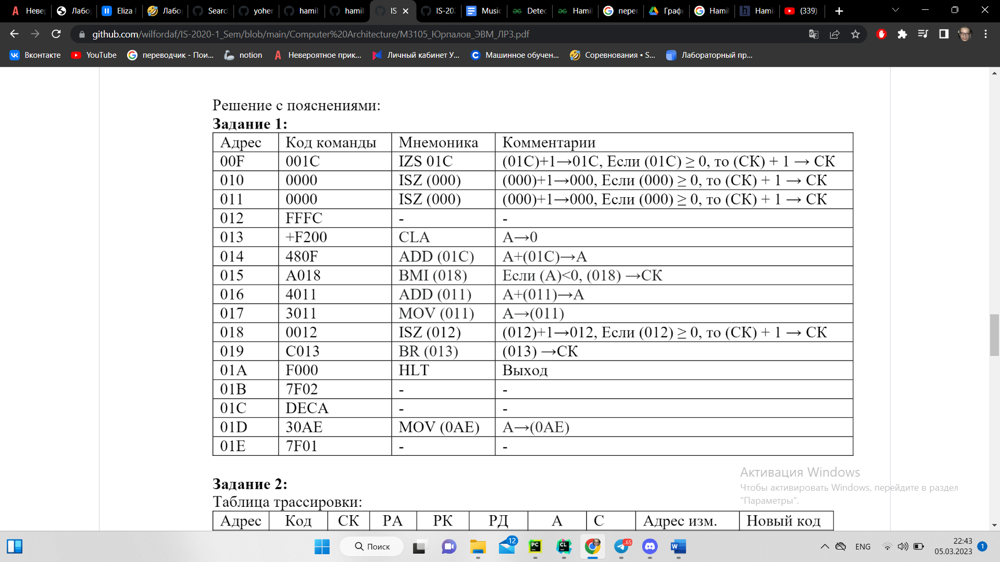 Неве
Лабо
Eliza
Лабо
Searc
yoher
hamil
hamil
IS
IS-202
Music
Detec
Hamil
пере
Граф
Hamil
Hami
(339)
github.com/wilfordaf/IS-2020-1_Sem/blob/main/Computer%20Architecture/M3105_Юрпалов_ЭВМ_ЛР3.pdf
Вконтакте YouTube переводчик - Пои... notion Невероятное прик... Личный кабинет У... Машинное обучен... Соревнования • S... Лабораторный пр...
Решение с пояснениями:
Задание 1:
Адрес Код команды Мнемоника Комментарии
00F 001C IZS 01C (01C)+1→01C, Если (01C) ≥ 0, то (СК) + 1 → СК
010 0000 ISZ (000) (000)+1→000, Если (000) ≥ 0, то (СК) + 1 → СК
011 0000 ISZ (000) (000)+1→000, Если (000) ≥ 0, то (СК) + 1 → СК
012 FFFC - -
013 +F200 CLA A→0
014 480F ADD (01C) A+(01C)→A
015 A018 BMI (018) Если (A)<0, (018) →СК
016 4011 ADD (011) A+(011)→A
017 3011 MOV (011) A→(011)
018 0012 ISZ (012) (012)+1→012, Если (012) ≥ 0, то (СК) + 1 → СК
019 C013 BR (013) (013) →СК
01A F000 HLT Выход
01B 7F02 - -
01C DECA - -
01D 30AE MOV (0AE) A→(0AE)
01E 7F01 - -
Задание 2:
Таблица трассировки:
Адрес Код СК РА РК РД А С Адрес изм. Новый код
Активация Windows
Чтобы активировать Windows, перейдите в раздел
"Параметры".
Поиск
12
65
ENG
22:43
05.03.2023
1